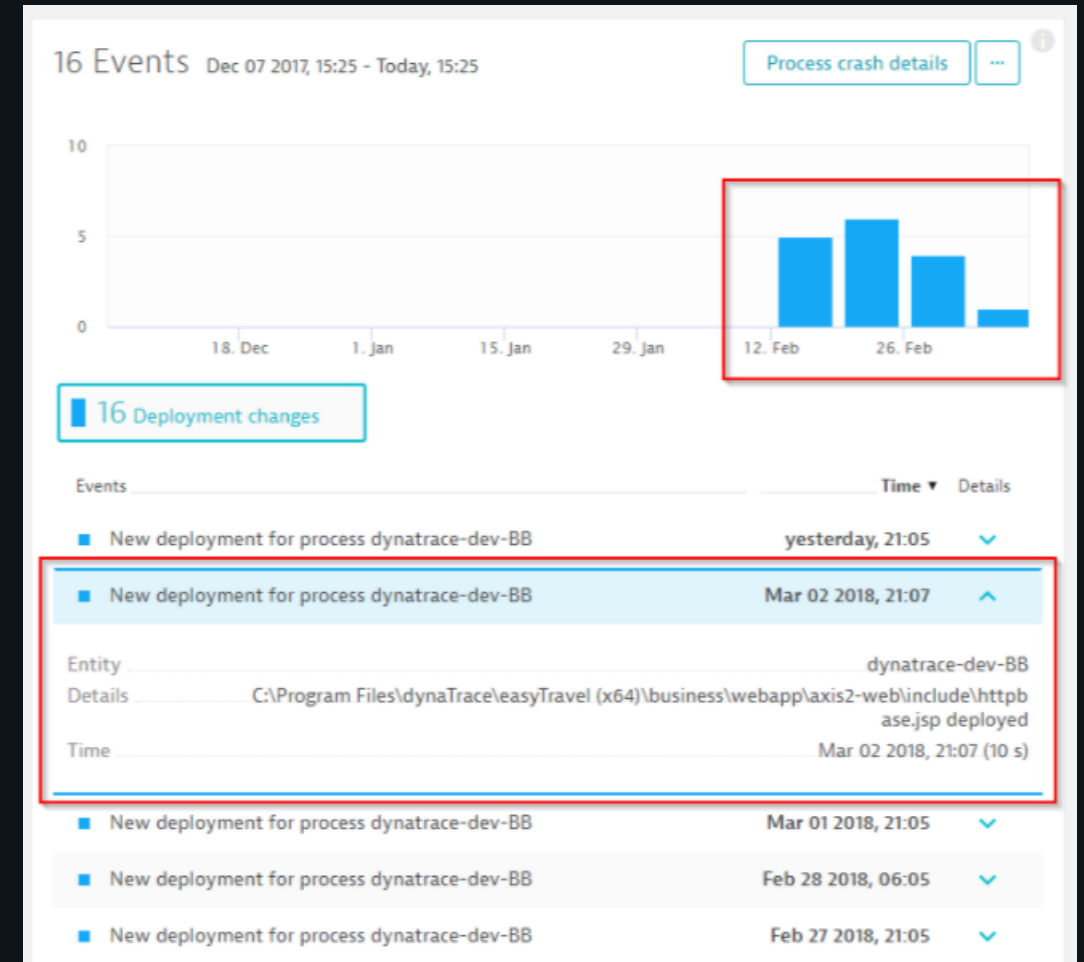 16 Events Dec 07 2017, 15:25 - Today, 15:25
Process crash details
...
i
10
5
0
18. Dec 1. Jan 15. Jan 29. Jan 12. Feb 26. Feb
16 Deployment changes
Events Time ▼ Details
New deployment for process dynatrace-dev-BB yesterday, 21:05
New deployment for process dynatrace-dev-BB Mar 02 2018, 21:07
Entity dynatrace-dev-BB
Details C:\Program Files\dynaTrace\easyTravel (x64)\business\webapp\axis2-web\include\httpb
ase.jsp deployed
Time Mar 02 2018, 21:07 (10 s)
New deployment for process dynatrace-dev-BB Mar 01 2018, 21:05
New deployment for process dynatrace-dev-BB Feb 28 2018, 06:05
New deployment for process dynatrace-dev-BB Feb 27 2018, 21:05